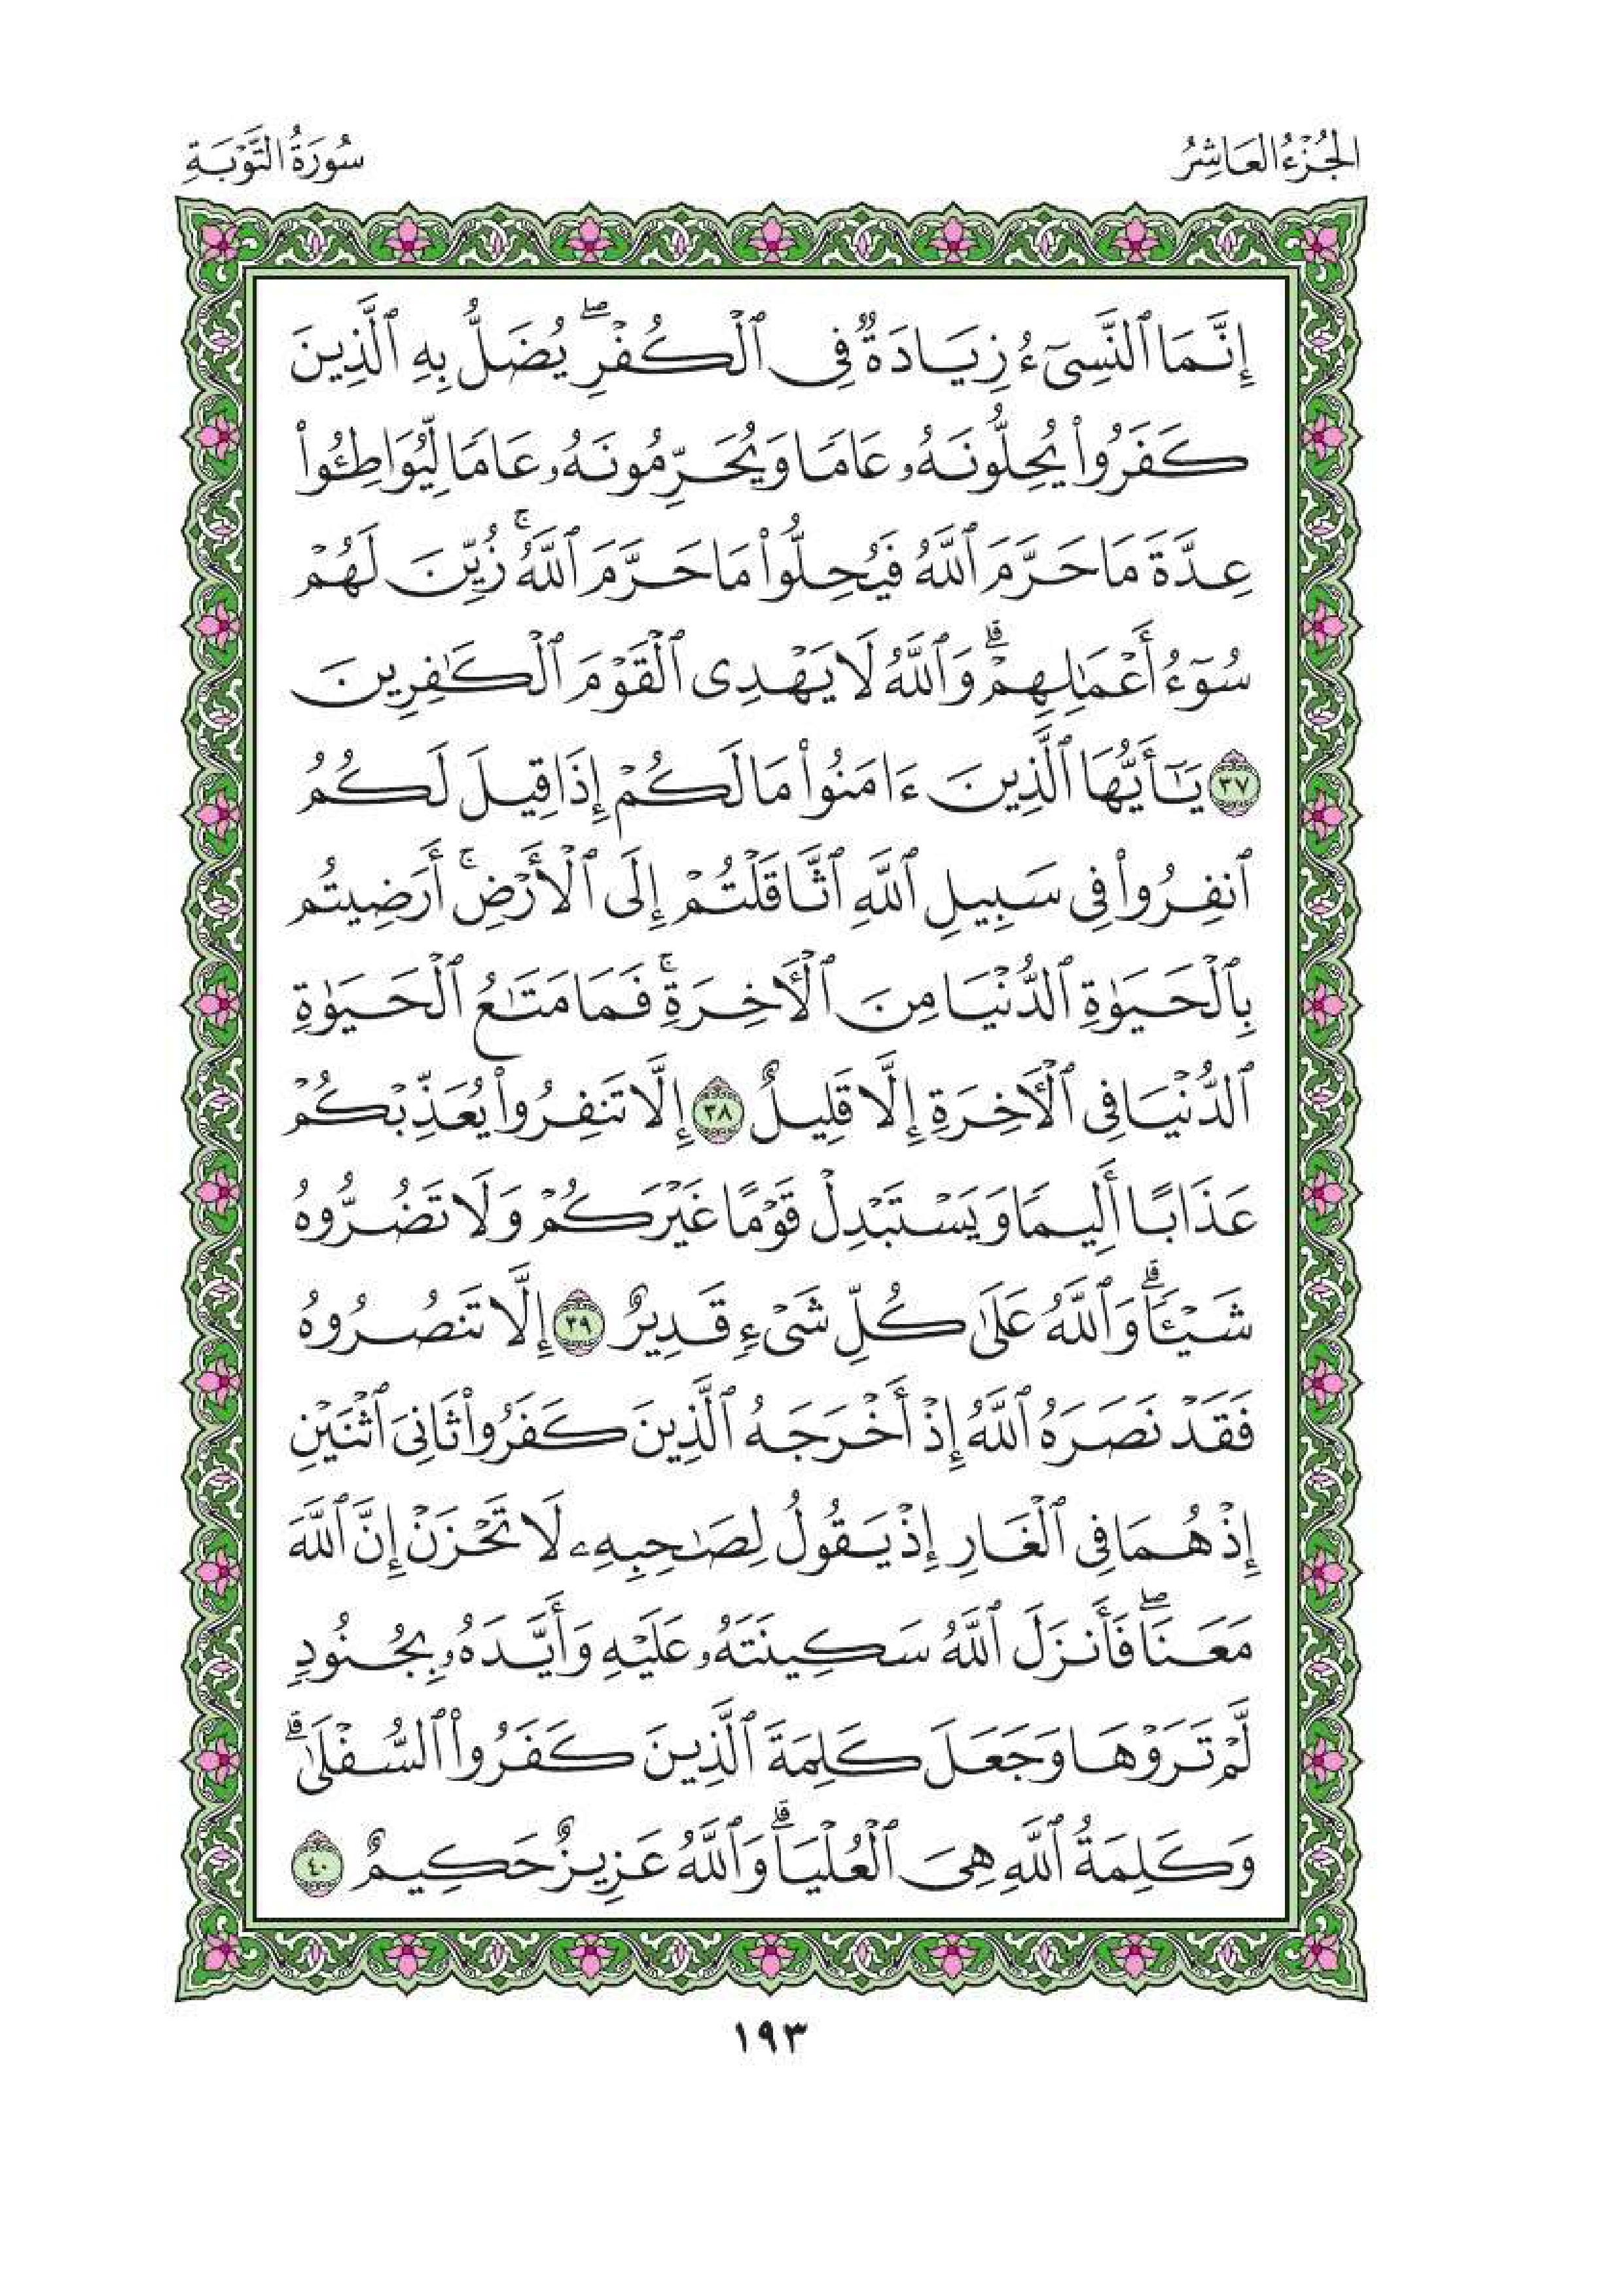 الجُزْءُ العَاشِرُ
سُورَةُ التَّوْبَةِ
إِنَّمَا ٱلنَّسِىٓءُ زِيَادَةٌ فِى ٱلْكُفْرِ ۖ يُضَلُّ بِهِ ٱلَّذِينَ
كَفَرُوا۟ يُحِلُّونَهُۥ عَامًا وَيُحَرِّمُونَهُۥ عَامًا لِّيُوَاطِـُٔوا۟
عِدَّةَ مَا حَرَّمَ ٱللَّهُ فَيُحِلُّوا۟ مَا حَرَّمَ ٱللَّهُ ۚ زُيِّنَ لَهُمْ
سُوٓءُ أَعْمَـٰلِهِمْ ۗ وَٱللَّهُ لَا يَهْدِى ٱلْقَوْمَ ٱلْكَـٰفِرِينَ
٣٧ يَـٰٓأَيُّهَا ٱلَّذِينَ ءَامَنُوا۟ مَا لَكُمْ إِذَا قِيلَ لَكُمُ
ٱنفِرُوا۟ فِى سَبِيلِ ٱللَّهِ ٱثَّاقَلْتُمْ إِلَى ٱلْأَرْضِ ۚ أَرَضِيتُم
بِٱلْحَيَوٰةِ ٱلدُّنْيَا مِنَ ٱلْـَٔاخِرَةِ ۚ فَمَا مَتَـٰعُ ٱلْحَيَوٰةِ
ٱلدُّنْيَا فِى ٱلْـَٔاخِرَةِ إِلَّا قَلِيلٌ ٣٨ إِلَّا تَنفِرُوا۟ يُعَذِّبْكُمْ
عَذَابًا أَلِيمًا وَيَسْتَبْدِلْ قَوْمًا غَيْرَكُمْ وَلَا تَضُرُّوهُ
شَيْـًٔا ۗ وَٱللَّهُ عَلَىٰ كُلِّ شَىْءٍ قَدِيرٌ ٣٩ إِلَّا تَنصُرُوهُ
فَقَدْ نَصَرَهُ ٱللَّهُ إِذْ أَخْرَجَهُ ٱلَّذِينَ كَفَرُوا۟ ثَانِىَ ٱثْنَيْنِ
إِذْ هُمَا فِى ٱلْغَارِ إِذْ يَقُولُ لِصَـٰحِبِهِۦ لَا تَحْزَنْ إِنَّ ٱللَّهَ
مَعَنَا ۖ فَأَنزَلَ ٱللَّهُ سَكِينَتَهُۥ عَلَيْهِ وَأَيَّدَهُۥ بِجُنُودٍ
لَّمْ تَرَوْهَا وَجَعَلَ كَلِمَةَ ٱلَّذِينَ كَفَرُوا۟ ٱلسُّفْلَىٰ ۗ
وَكَلِمَةُ ٱللَّهِ هِىَ ٱلْعُلْيَا ۗ وَٱللَّهُ عَزِيزٌ حَكِيمٌ ٤٠
١٩٣